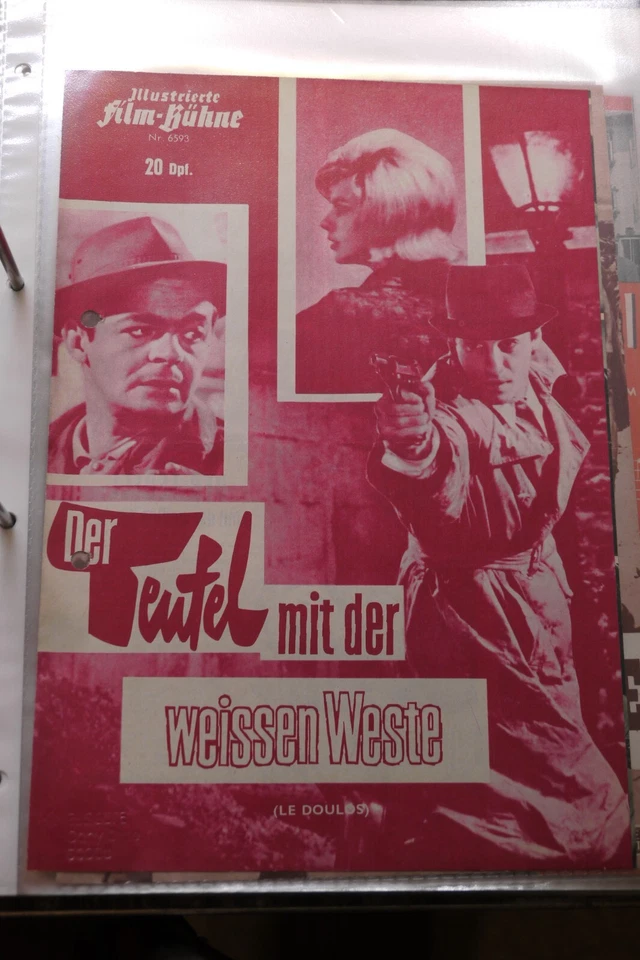 Illustrierte
Film-Bühne
Nr. 6593
20 Dpf.
Der
Teufel
mit der
weissen Weste
(LE DOULOS)